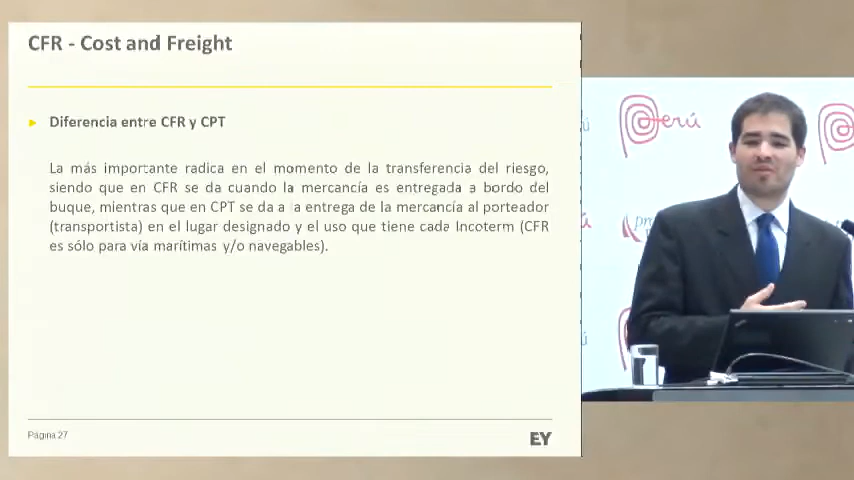 CFR - Cost and Freight
Diferencia entre CFR y CPT
La más importante radica en el momento de la transferencia del riesgo,
siendo que en CFR se da cuando la mercancía es entregada a bordo del
buque, mientras que en CPT se da a la entrega de la mercancía al porteador
(transportista) en el lugar designado y el uso que tiene cada Incoterm (CFR
es sólo para vía marítimas y/o navegables).
Página 27
EY
Perú